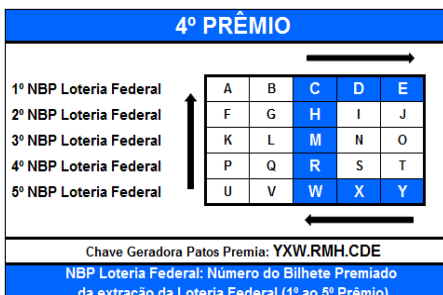 4º PRÊMIO
1º NBP Loteria Federal A B C D E
2º NBP Loteria Federal F G H I J
3º NBP Loteria Federal K L M N O
4º NBP Loteria Federal P Q R S T
5º NBP Loteria Federal U V W X Y
Chave Geradora Patos Premia: YXW.RMH.CDE
NBP Loteria Federal: Número do Bilhete Premiado
da extração da Loteria Federal (1º ao 5º Prêmio)